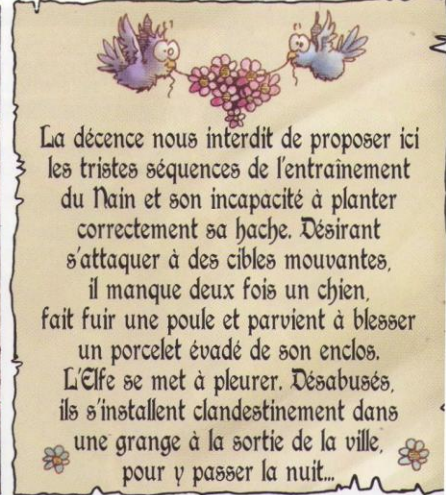 La décence nous interdit de proposer ici
les tristes séquences de l'entraînement
du Nain et son incapacité à planter
correctement sa hache. Désirant
s'attaquer à des cibles mouvantes,
il manque deux fois un chien,
fait fuir une poule et parvient à blesser
un porcelet évadé de son enclos.
L'Elfe se met à pleurer. Désabusés,
ils s'installent clandestinement dans
une grange à la sortie de la ville,
pour y passer la nuit...